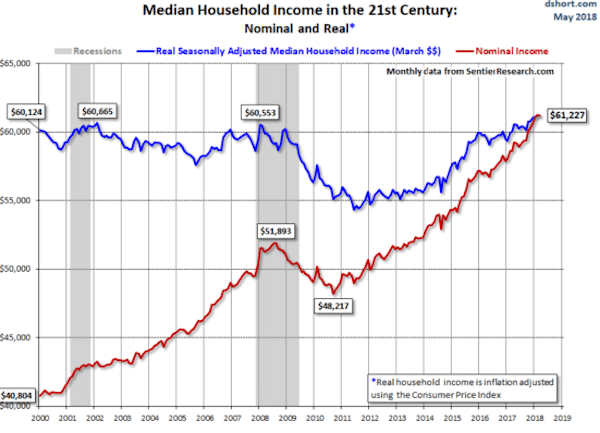 dshort.com
May 2018
Median Household Income in the 21st Century:
Nominal and Real*
Recessions
Real Seasonally Adjusted Median Household Income (March $$)
Nominal Income
Monthly data from SentierResearch.com
$65,000
$60,124
$60,665
$60,553
$61,227
$60,000
$55,000
$51,893
$50,000
$48,217
$45,000
$40,804
*Real household income is inflation adjusted
using the Consumer Price Index
$40,000
2000 2001 2002 2003 2004 2005 2006 2007 2008 2009 2010 2011 2012 2013 2014 2015 2016 2017 2018 2019